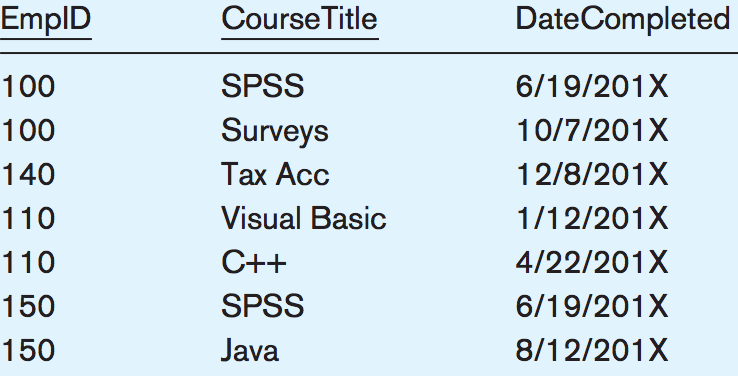 EmpID CourseTitle DateCompleted
100 SPSS 6/19/201X
100 Surveys 10/7/201X
140 Tax Acc 12/8/201X
110 Visual Basic 1/12/201X
110 C++ 4/22/201X
150 SPSS 6/19/201X
150 Java 8/12/201X